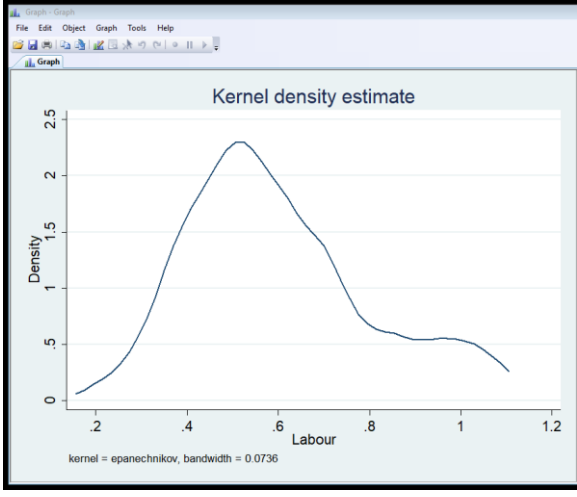 Graph - Graph
File Edit Object Graph Tools Help
Graph
Kernel density estimate
2.5
2
1.5
1
.5
0
Density
.2 .4 .6 .8 1 1.2
Labour
kernel = epanechnikov, bandwidth = 0.0736